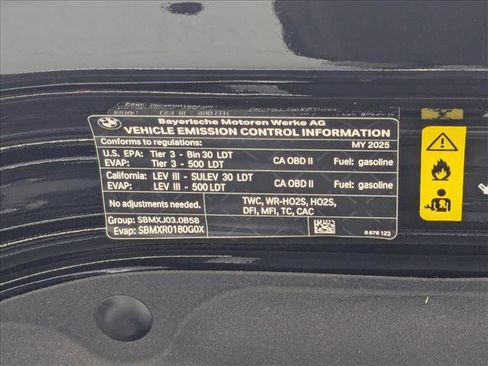 Bayerische Motoren Werke AG
VEHICLE EMISSION CONTROL INFORMATION
Conforms to regulations: MY 2025
U.S. EPA: Tier 3 - Bin 30 LDT
EVAP: Tier 3 - 500 LDT CA OBD II Fuel: gasoline
California: LEV III - SULEV 30 LDT
EVAP: LEV III - 500 LDT CA OBD II Fuel: gasoline
No adjustments needed. TWC, WR-HO2S, HO2S,
DFI, MFI, TC, CAC
Group: SBMXJ03.0B5B
Evap: SBMXR0180G0X
9 876 123